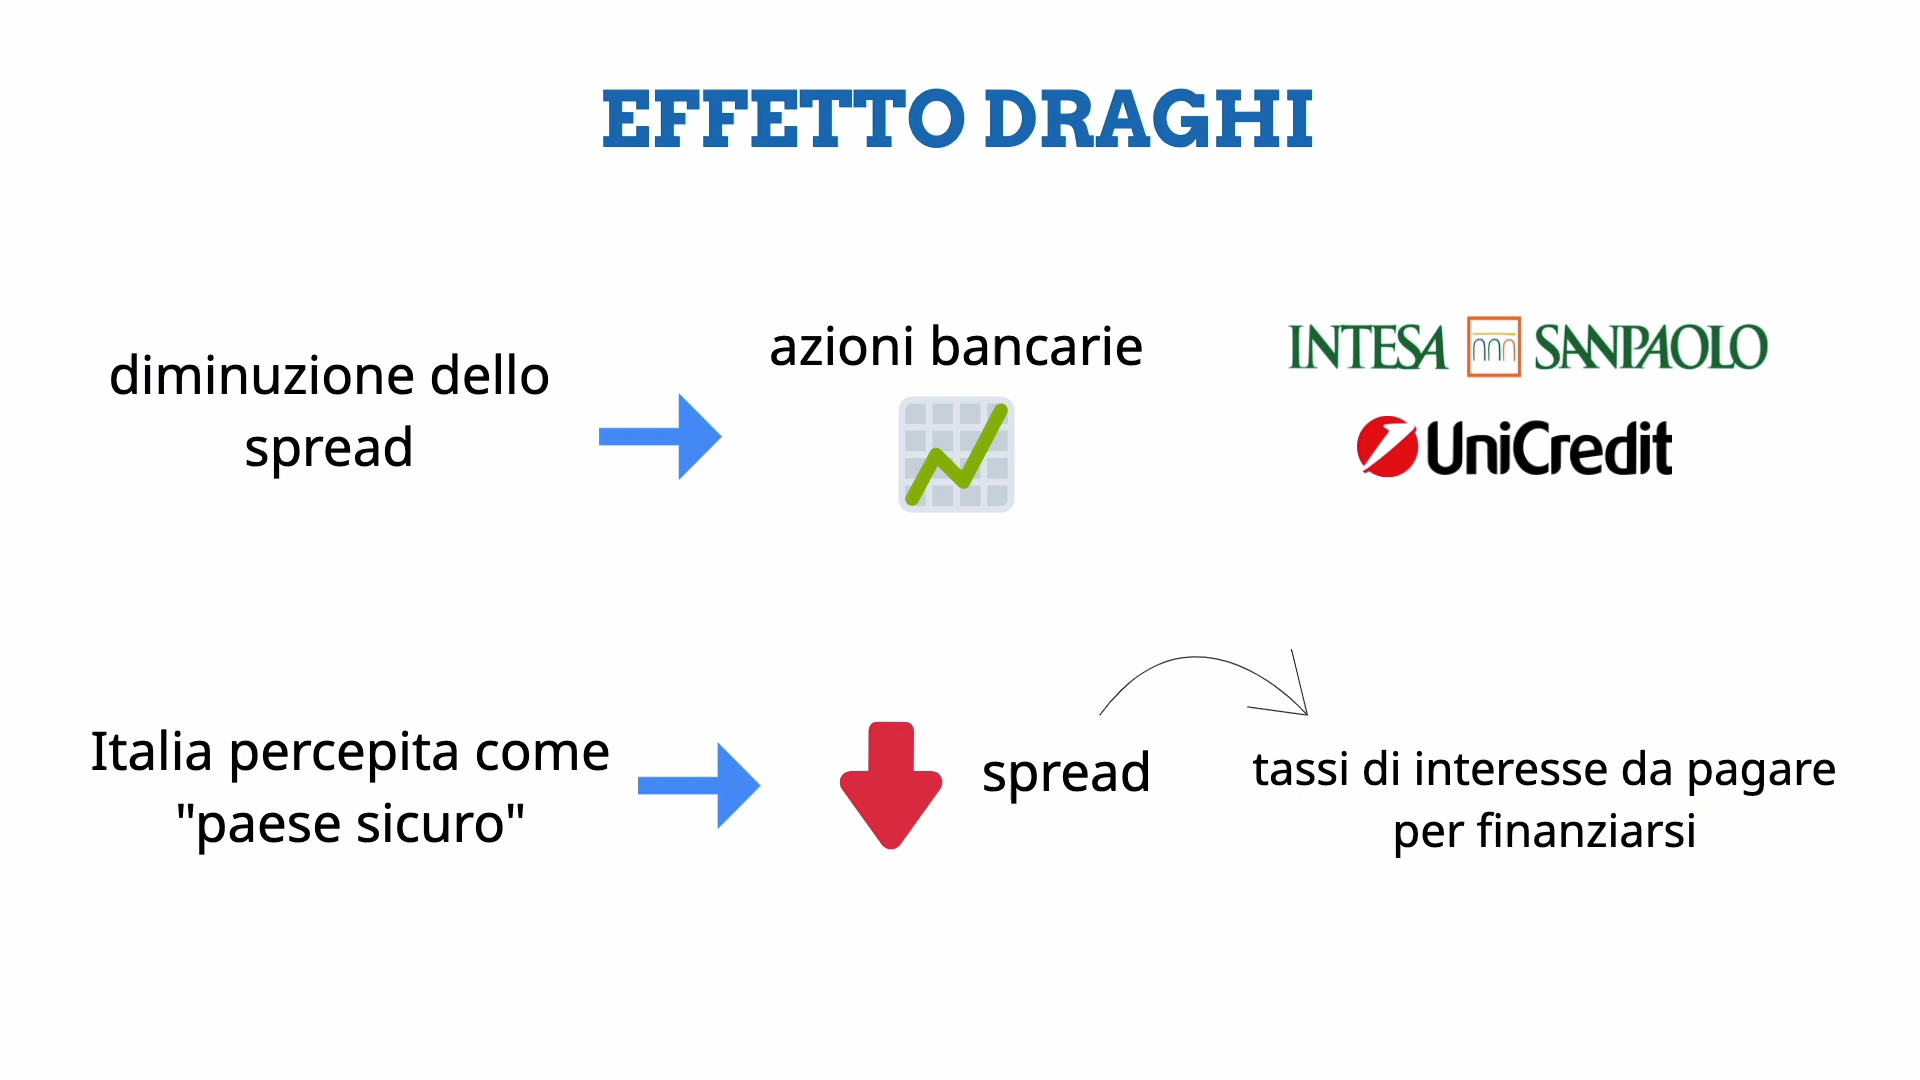 EFFETTO DRAGHI
diminuzione dello
spread
azioni bancarie
INTESA SANPAOLO
UniCredit
Italia percepita come
"paese sicuro"
spread
tassi di interesse da pagare
per finanziarsi